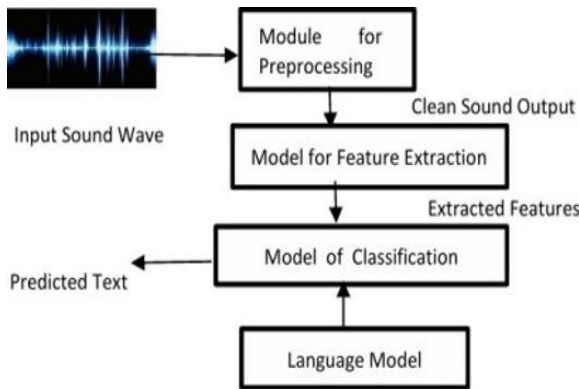 Module for
Preprocessing
Clean Sound Output
Input Sound Wave
Model for Feature Extraction
Extracted Features
Model of Classification
Predicted Text
Language Model